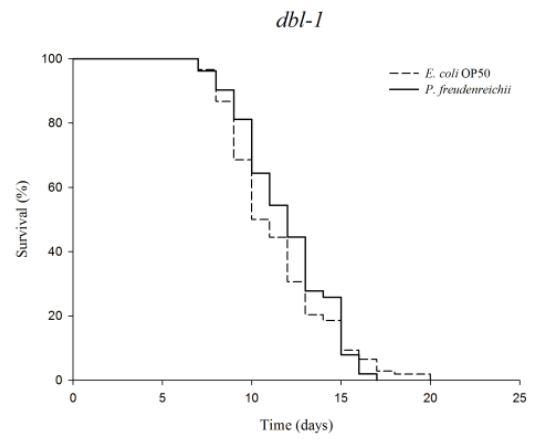 dbl-1
100
80
60
40
20
0
Survival (%)
E. coli OP50
P. freudenreichii
0 5 10 15 20 25
Time (days)